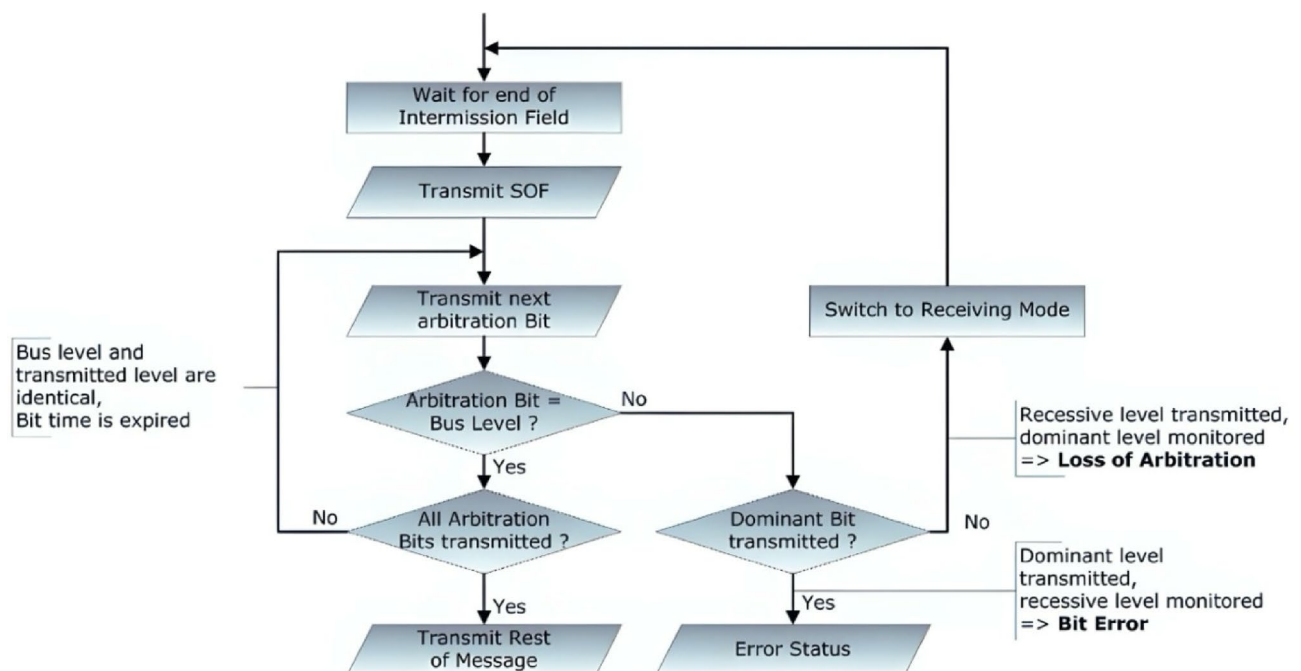 Wait for end of
Intermission Field
Transmit SOF
Transmit next
arbitration Bit
Switch to Receiving Mode
Bus level and
transmitted level are
identical,
Bit time is expired
Arbitration Bit =
Bus Level ?
No
Yes
Recessive level transmitted,
dominant level monitored
=> Loss of Arbitration
No
All Arbitration
Bits transmitted ?
Dominant Bit
transmitted ?
No
Yes
Yes
Dominant level
transmitted,
recessive level monitored
=> Bit Error
Transmit Rest
of Message
Error Status